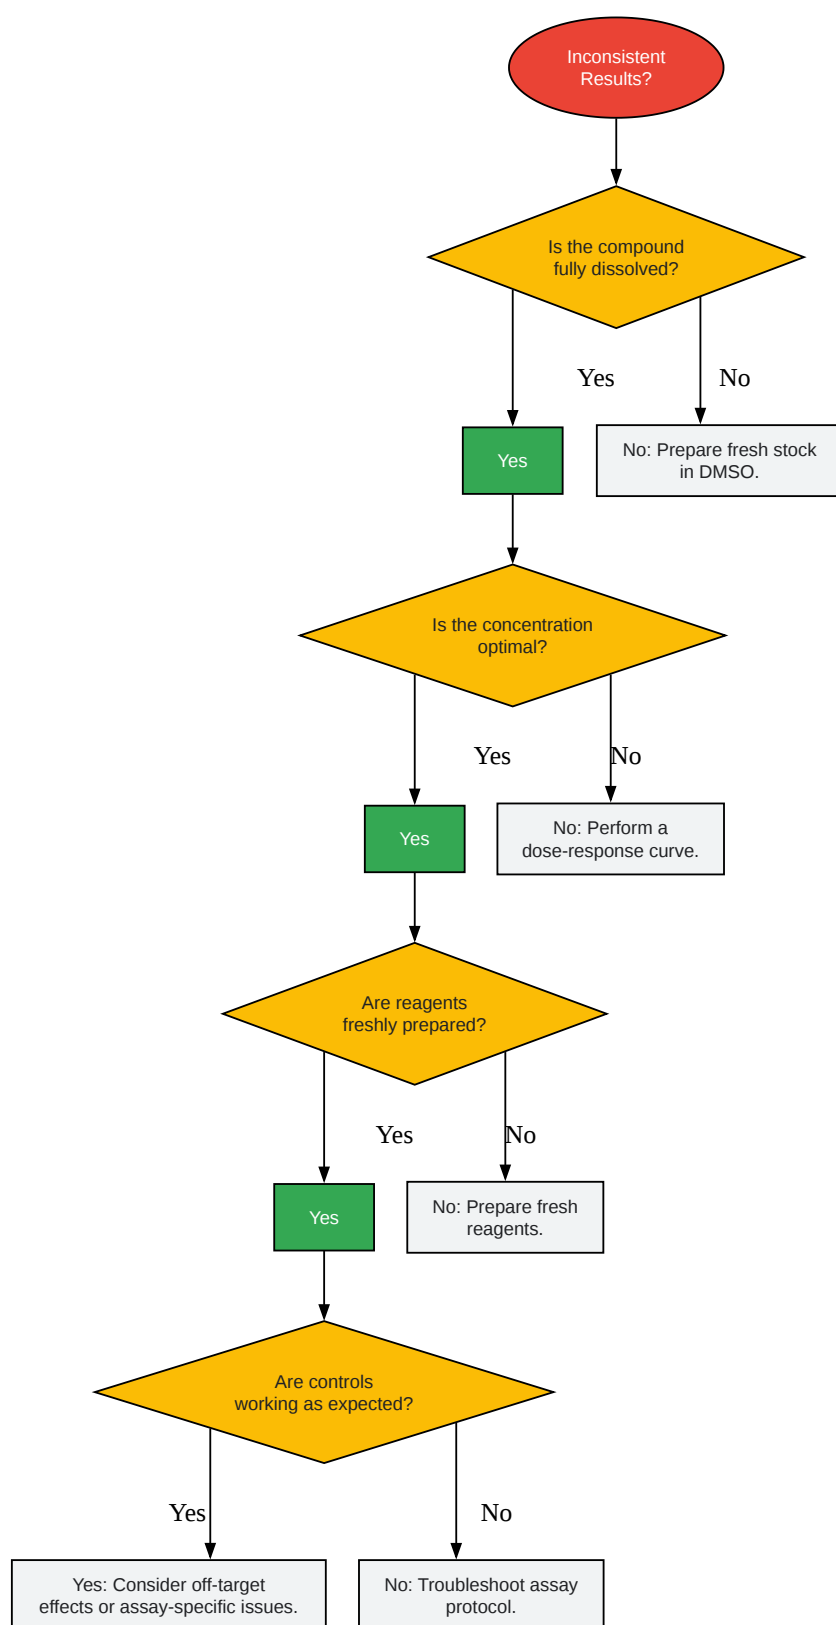 Inconsistent
Results?
Is the compound
fully dissolved?
Yes
No
Yes
No: Prepare fresh stock
in DMSO.
Is the concentration
optimal?
Yes
No
Yes
No: Perform a
dose-response curve.
Are reagents
freshly prepared?
Yes
No
Yes
No: Prepare fresh
reagents.
Are controls
working as expected?
Yes
No
Yes: Consider off-target
effects or assay-specific issues.
No: Troubleshoot assay
protocol.